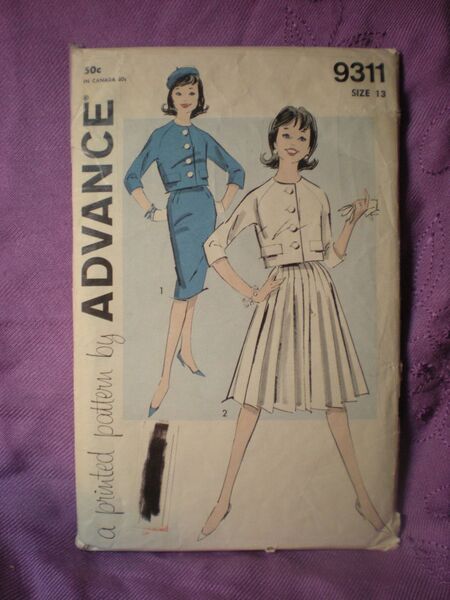 50c
IN CANADA 60c
9311
SIZE 13
a printed pattern by ADVANCE
1
2